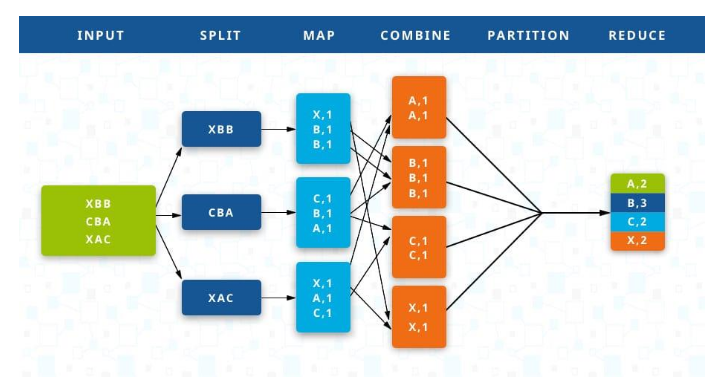 INPUT SPLIT MAP COMBINE PARTITION REDUCE
XBB
CBA
XAC
XBB
CBA
XAC
X,1
B,1
B,1
C,1
B,1
A,1
X,1
A,1
C,1
A,1
A,1
B,1
B,1
B,1
C,1
C,1
X,1
X,1
A,2
B,3
C,2
X,2